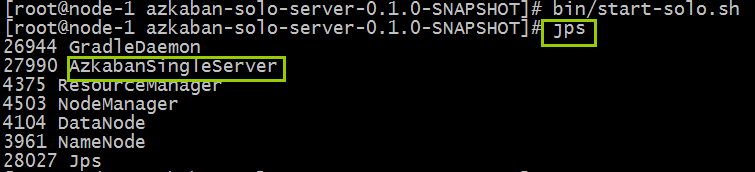 [root@node-1 azkaban-solo-server-0.1.0-SNAPSHOT]# bin/start-solo.sh
[root@node-1 azkaban-solo-server-0.1.0-SNAPSHOT]# jps
26944 GradleDaemon
27990 AzkabanSingleServer
4375 ResourceManager
4503 NodeManager
4104 DataNode
3961 NameNode
28027 Jps